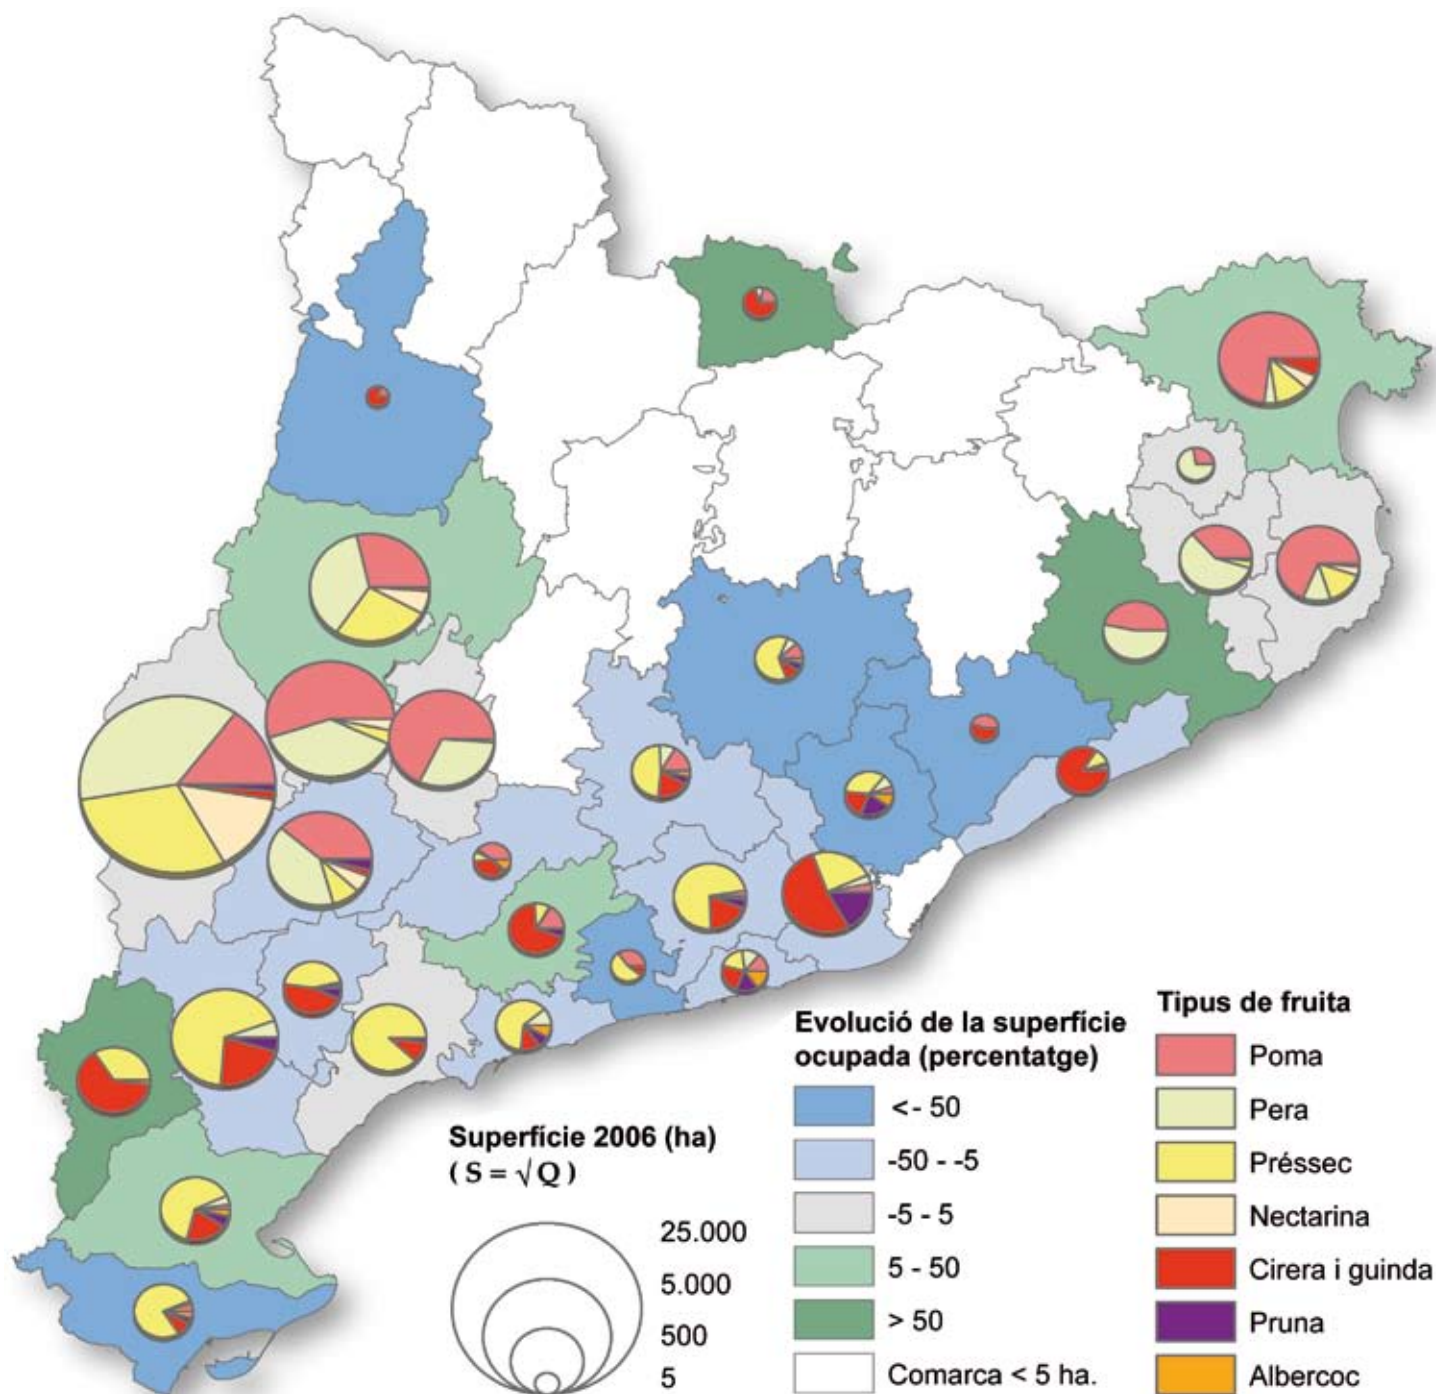 Superfície 2006 (ha)
( S = √Q )
25.000
5.000
500
5
Evolució de la superfície
ocupada (percentatge)
<- 50
-50 - -5
-5 - 5
5 - 50
> 50
Comarca < 5 ha.
Tipus de fruita
Poma
Pera
Préssec
Nectarina
Cirera i guinda
Pruna
Albercoc